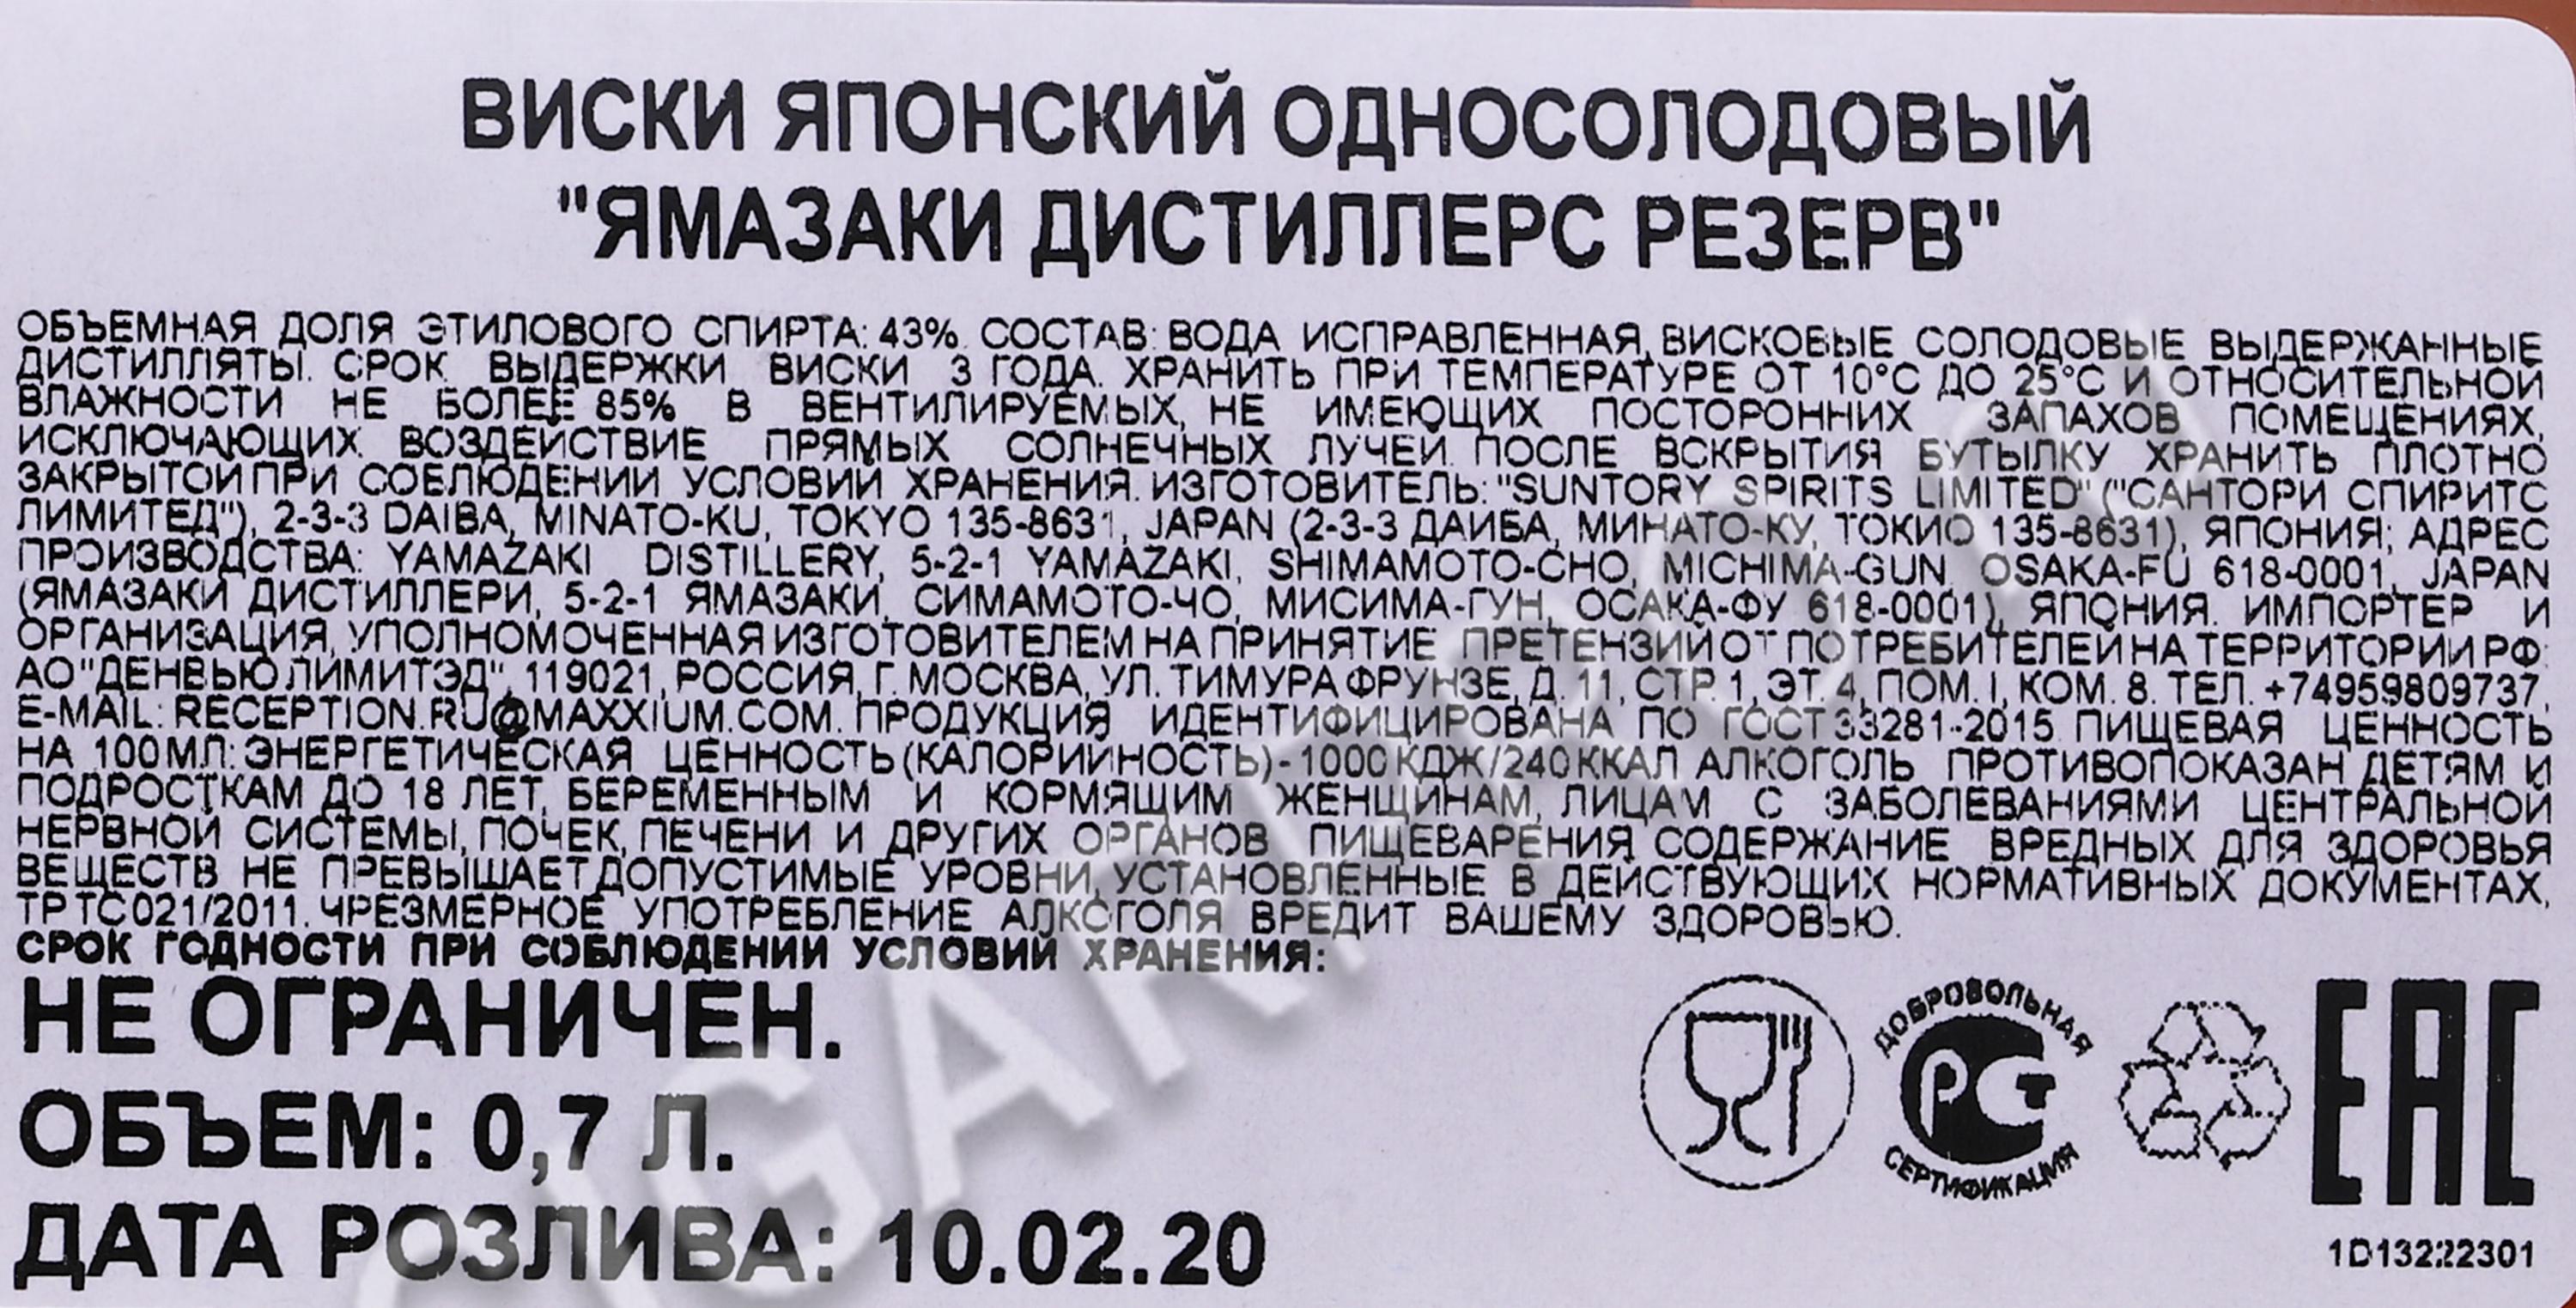 ВИСКИ ЯПОНСКИЙ ОДНОСОЛОДОВЫЙ
"ЯМАЗАКИ ДИСТИЛЛЕРС РЕЗЕРВ"
ОБЪЕМНАЯ ДОЛЯ ЭТИЛОВОГО СПИРТА: 43%. СОСТАВ: ВОДА ИСПРАВЛЕННАЯ, ВИСКОВЫЕ СОЛОДОВЫЕ ВЫДЕРЖАННЫЕ
ДИСТИЛЛЯТЫ. СРОК ВЫДЕРЖКИ ВИСКИ 3 ГОДА. ХРАНИТЬ ПРИ ТЕМПЕРАТУРЕ ОТ 10°С ДО 25°С И ОТНОСИТЕЛЬНОЙ
ВЛАЖНОСТИ НЕ БОЛЕЕ 85% В ВЕНТИЛИРУЕМЫХ, НЕ ИМЕЮЩИХ ПОСТОРОННИХ ЗАПАХОВ ПОМЕЩЕНИЯХ,
ИСКЛЮЧАЮЩИХ ВОЗДЕЙСТВИЕ ПРЯМЫХ СОЛНЕЧНЫХ ЛУЧЕЙ. ПОСЛЕ ВСКРЫТИЯ БУТЫЛКУ ХРАНИТЬ ПЛОТНО
ЗАКРЫТОЙ ПРИ СОБЛЮДЕНИИ УСЛОВИЙ ХРАНЕНИЯ. ИЗГОТОВИТЕЛЬ: "SUNTORY SPIRITS LIMITED" ("САНТОРИ СПИРИТС
ЛИМИТЕД"), 2-3-3 DAIBA, MINATO-KU, TOKYO 135-8631, JAPAN (2-3-3 ДАЙБА, МИНАТО-КУ, ТОКИО 135-8631), ЯПОНИЯ; АДРЕС
ПРОИЗВОДСТВА: YAMAZAKI DISTILLERY, 5-2-1 YAMAZAKI, SHIMAMOTO-CHO, MICHIMA-GUN, OSAKA-FU 618-0001, JAPAN
(ЯМАЗАКИ ДИСТИЛЛЕРИ, 5-2-1 ЯМАЗАКИ, СИМАМОТО-ЧО, МИСИМА-ГУН, ОСАКА-ФУ 618-0001), ЯПОНИЯ. ИМПОРТЕР И
ОРГАНИЗАЦИЯ, УПОЛНОМОЧЕННАЯ ИЗГОТОВИТЕЛЕМ НА ПРИНЯТИЕ ПРЕТЕНЗИЙ ОТ ПОТРЕБИТЕЛЕЙ НА ТЕРРИТОРИИ РФ:
АО "ДЕНВЬЮ ЛИМИТЭД", 119021, РОССИЯ, Г. МОСКВА, УЛ. ТИМУРА ФРУНЗЕ, Д. 11, СТР. 1, ЭТ. 4, ПОМ. I, КОМ. 8. ТЕЛ. +74959809737,
E-MAIL: RECEPTION.RU@MAXXIUM.COM. ПРОДУКЦИЯ ИДЕНТИФИЦИРОВАНА ПО ГОСТ 33281-2015. ПИЩЕВАЯ ЦЕННОСТЬ
НА 100 МЛ: ЭНЕРГЕТИЧЕСКАЯ ЦЕННОСТЬ (КАЛОРИЙНОСТЬ) - 1000 КДЖ/240 ККАЛ АЛКОГОЛЬ ПРОТИВОПОКАЗАН ДЕТЯМ И
ПОДРОСТКАМ ДО 18 ЛЕТ, БЕРЕМЕННЫМ И КОРМЯЩИМ ЖЕНЩИНАМ, ЛИЦАМ С ЗАБОЛЕВАНИЯМИ ЦЕНТРАЛЬНОЙ
НЕРВНОЙ СИСТЕМЫ, ПОЧЕК, ПЕЧЕНИ И ДРУГИХ ОРГАНОВ ПИЩЕВАРЕНИЯ. СОДЕРЖАНИЕ ВРЕДНЫХ ДЛЯ ЗДОРОВЬЯ
ВЕЩЕСТВ НЕ ПРЕВЫШАЕТ ДОПУСТИМЫЕ УРОВНИ, УСТАНОВЛЕННЫЕ В ДЕЙСТВУЮЩИХ НОРМАТИВНЫХ ДОКУМЕНТАХ,
ТР ТС 021/2011. ЧРЕЗМЕРНОЕ УПОТРЕБЛЕНИЕ АЛКОГОЛЯ ВРЕДИТ ВАШЕМУ ЗДОРОВЬЮ.
СРОК ГОДНОСТИ ПРИ СОБЛЮДЕНИИ УСЛОВИЙ ХРАНЕНИЯ:
НЕ ОГРАНИЧЕН.
ОБЪЕМ: 0,7 Л.
ДАТА РОЗЛИВА: 10.02.20
ДОБРОВОЛЬНАЯ
РСТ
СЕРТИФИКАЦИЯ
EAC
1D13222301